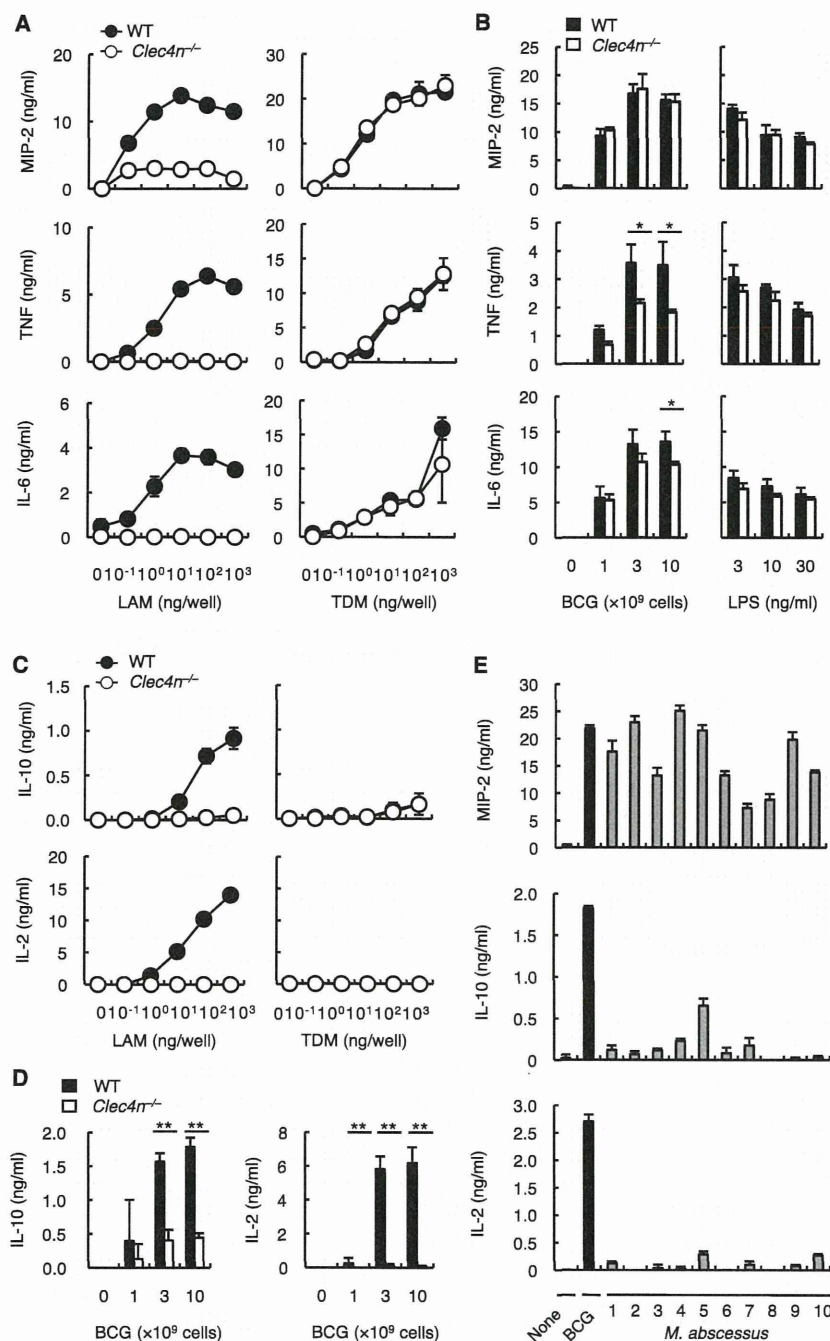 A
WT
Clec4n–/–
MIP-2 (ng/ml)
20
10
0
30
20
10
0
TNF (ng/ml)
10
5
0
20
15
10
5
0
IL-6 (ng/ml)
6
4
2
0
20
15
10
5
0
0 10⁻¹ 10⁰ 10¹ 10² 10³
LAM (ng/well)
0 10⁻¹ 10⁰ 10¹ 10² 10³
TDM (ng/well)
B
WT
Clec4n–/–
MIP-2 (ng/ml)
25
20
15
10
5
0
TNF (ng/ml)
5
4
3
2
1
0
* *
IL-6 (ng/ml)
20
15
10
5
0
*
0 1 3 10
BCG (×10⁹ cells)
3 10 30
LPS (ng/ml)
C
WT
Clec4n–/–
IL-10 (ng/ml)
1.5
1.0
0.5
0.0
IL-2 (ng/ml)
20
15
10
5
0
0 10⁻¹ 10⁰ 10¹ 10² 10³
LAM (ng/well)
0 10⁻¹ 10⁰ 10¹ 10² 10³
TDM (ng/well)
D
WT
Clec4n–/–
IL-10 (ng/ml)
2.0
1.5
1.0
0.5
0.0
** **
0 1 3 10
BCG (×10⁹ cells)
IL-2 (ng/ml)
8
6
4
2
0
** ** **
0 1 3 10
BCG (×10⁹ cells)
E
MIP-2 (ng/ml)
30
25
20
15
10
5
0
IL-10 (ng/ml)
2.0
1.5
1.0
0.5
0
IL-2 (ng/ml)
3.0
2.5
2.0
1.5
1.0
0.5
0
None BCG 1 2 3 4 5 6 7 8 9 10
M. abscessus